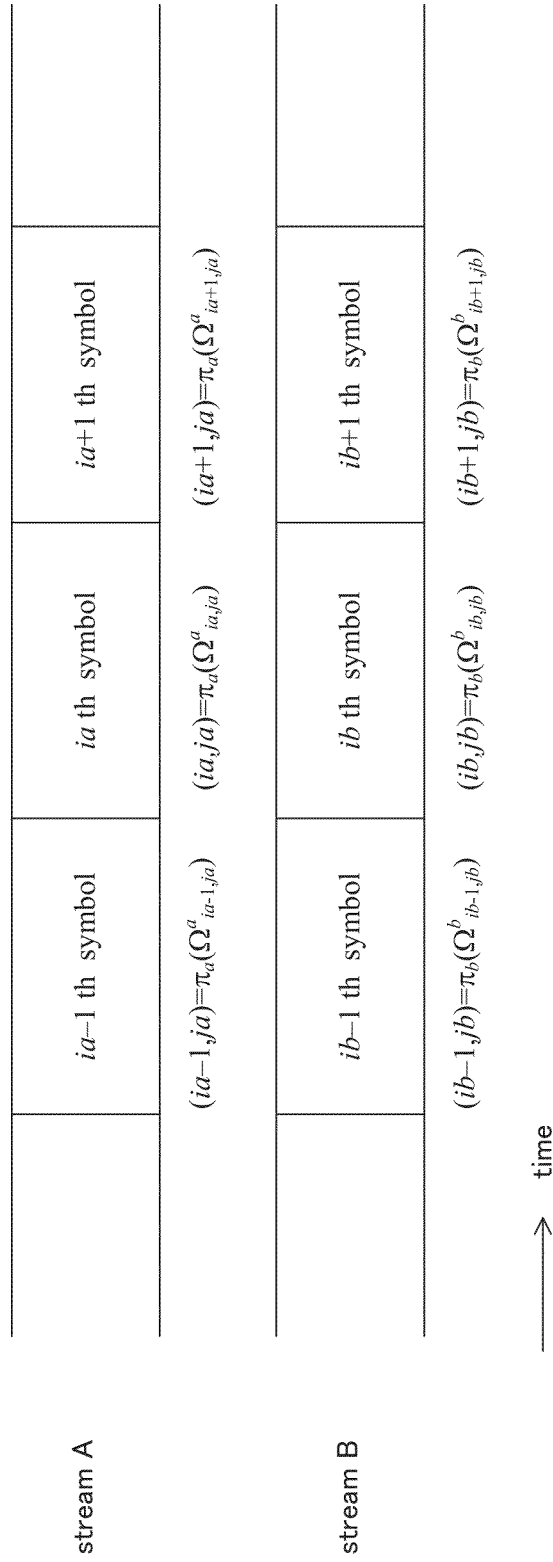 stream A
ia−1 th symbol
ia th symbol
ia+1 th symbol
(ia−1,ja)=πa(Ωᵃia-1,ja)
(ia,ja)=πa(Ωᵃia,ja)
(ia+1,ja)=πa(Ωᵃia+1,ja)
stream B
ib−1 th symbol
ib th symbol
ib+1 th symbol
(ib−1,jb)=πb(Ωᵇib-1,jb)
(ib,jb)=πb(Ωᵇib,jb)
(ib+1,jb)=πb(Ωᵇib+1,jb)
time